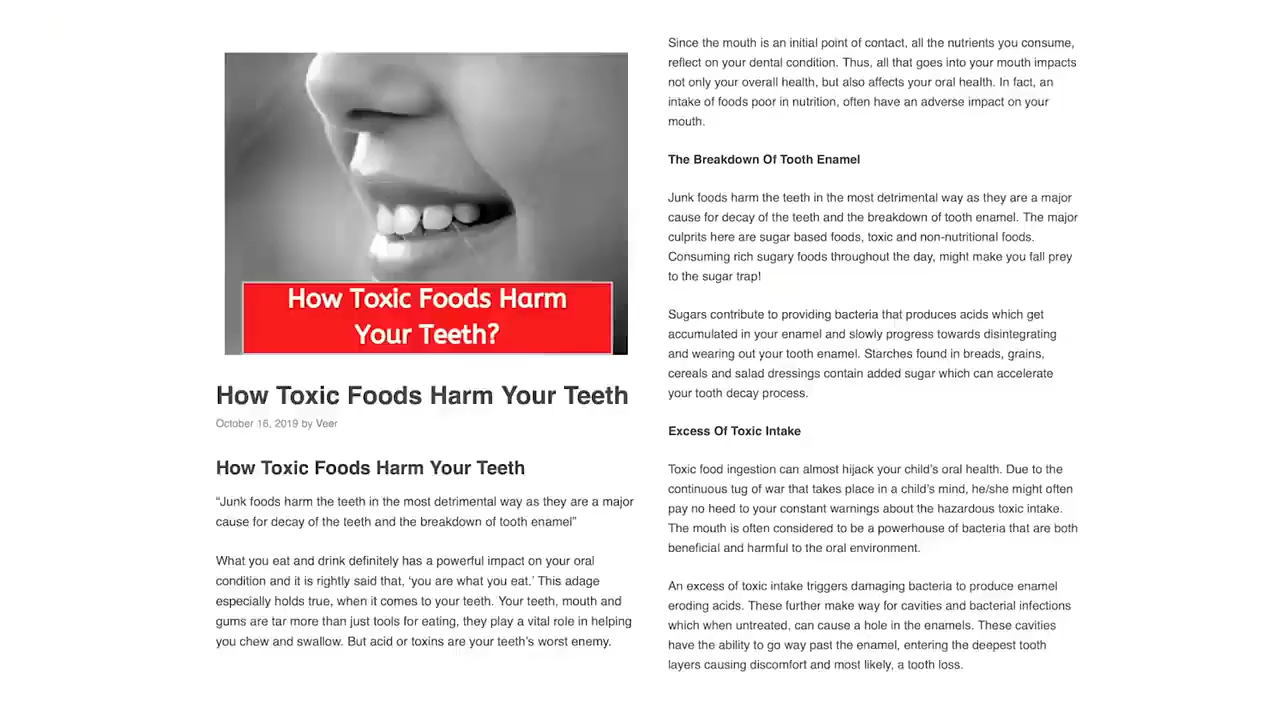 How Toxic Foods Harm
Your Teeth?
How Toxic Foods Harm Your Teeth
October 16, 2019 by Veer
How Toxic Foods Harm Your Teeth
“Junk foods harm the teeth in the most detrimental way as they are a major
cause for decay of the teeth and the breakdown of tooth enamel”
What you eat and drink definitely has a powerful impact on your oral
condition and it is rightly said that, ‘you are what you eat.’ This adage
especially holds true, when it comes to your teeth. Your teeth, mouth and
gums are tar more than just tools for eating, they play a vital role in helping
you chew and swallow. But acid or toxins are your teeth’s worst enemy.
Since the mouth is an initial point of contact, all the nutrients you consume,
reflect on your dental condition. Thus, all that goes into your mouth impacts
not only your overall health, but also affects your oral health. In fact, an
intake of foods poor in nutrition, often have an adverse impact on your
mouth.
The Breakdown Of Tooth Enamel
Junk foods harm the teeth in the most detrimental way as they are a major
cause for decay of the teeth and the breakdown of tooth enamel. The major
culprits here are sugar based foods, toxic and non-nutritional foods.
Consuming rich sugary foods throughout the day, might make you fall prey
to the sugar trap!
Sugars contribute to providing bacteria that produces acids which get
accumulated in your enamel and slowly progress towards disintegrating
and wearing out your tooth enamel. Starches found in breads, grains,
cereals and salad dressings contain added sugar which can accelerate
your tooth decay process.
Excess Of Toxic Intake
Toxic food ingestion can almost hijack your child’s oral health. Due to the
continuous tug of war that takes place in a child’s mind, he/she might often
pay no heed to your constant warnings about the hazardous toxic intake.
The mouth is often considered to be a powerhouse of bacteria that are both
beneficial and harmful to the oral environment.
An excess of toxic intake triggers damaging bacteria to produce enamel
eroding acids. These further make way for cavities and bacterial infections
which when untreated, can cause a hole in the enamels. These cavities
have the ability to go way past the enamel, entering the deepest tooth
layers causing discomfort and most likely, a tooth loss.